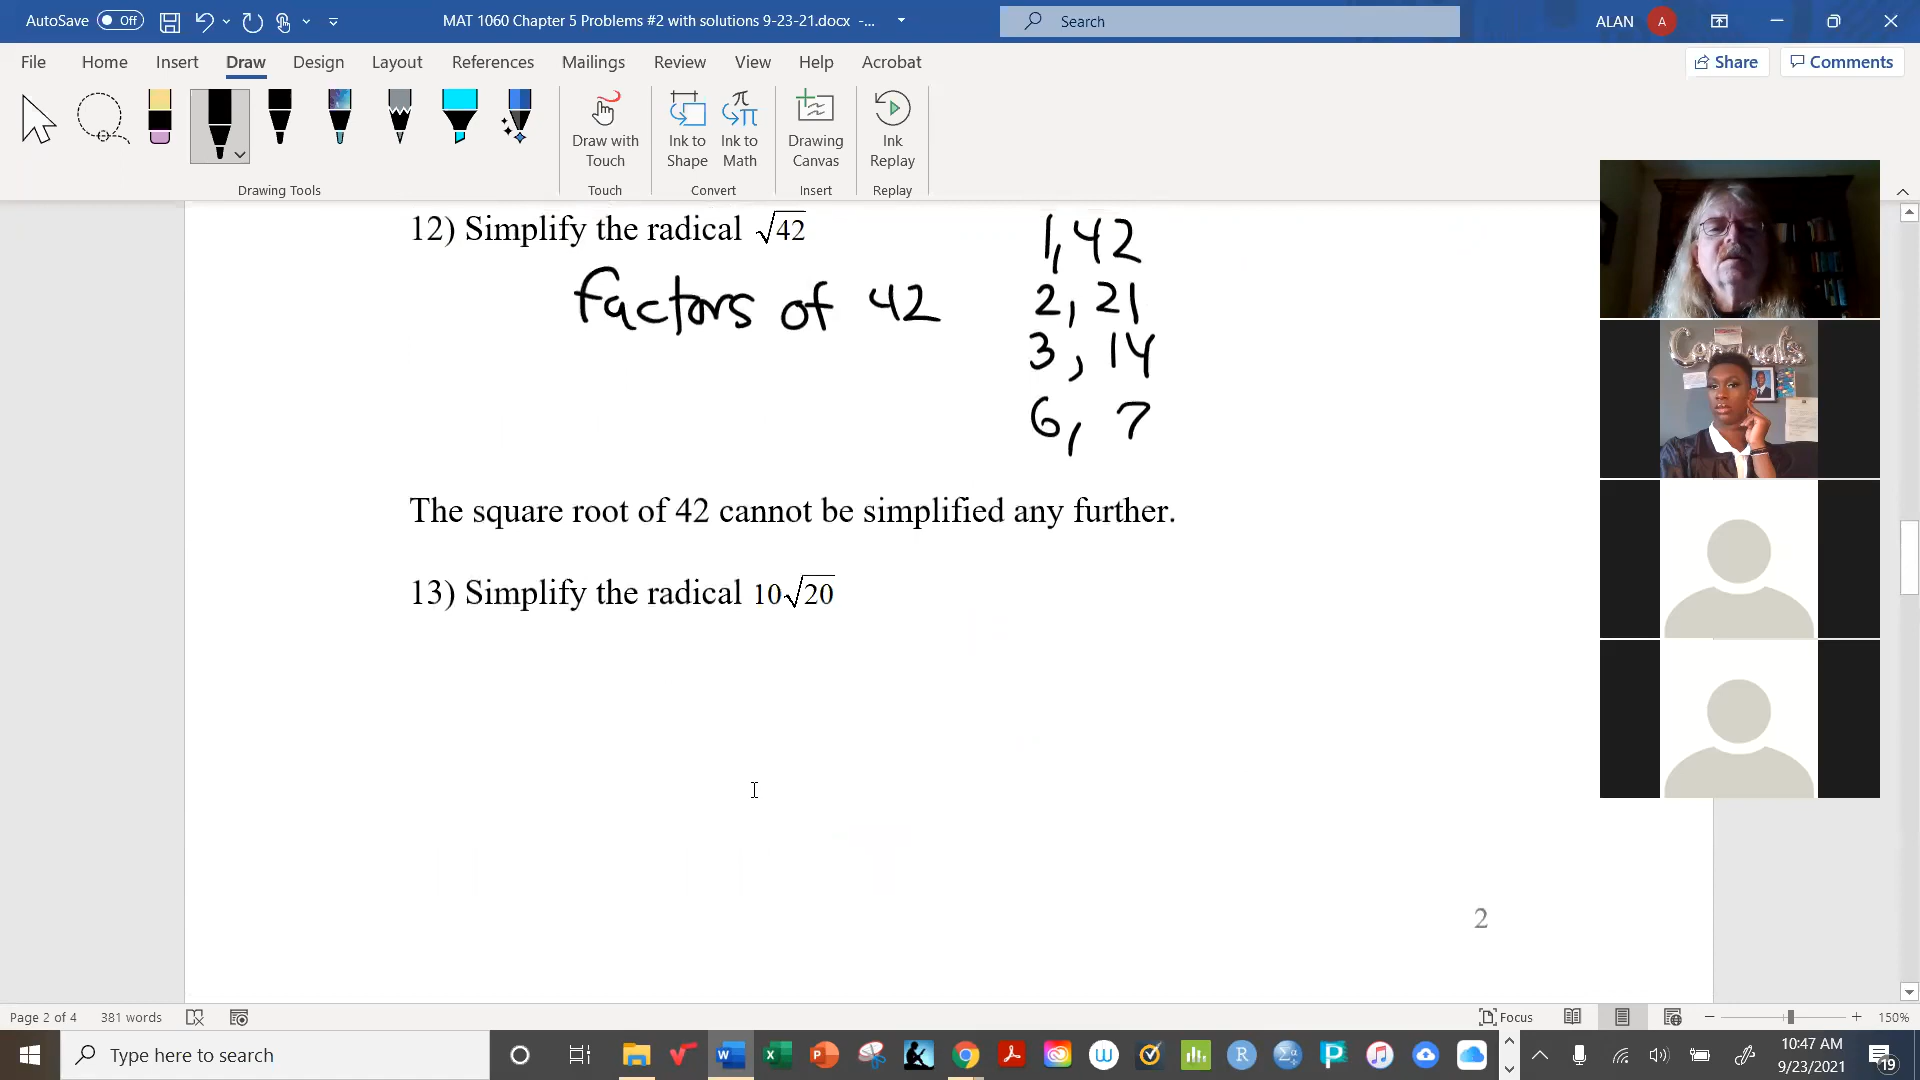 AutoSave Off
MAT 1060 Chapter 5 Problems #2 with solutions 9-23-21.docx -...
Search
ALAN A
File Home Insert Draw Design Layout References Mailings Review View Help Acrobat
Share Comments
Draw with Touch
Ink to Shape
Ink to Math
Drawing Canvas
Ink Replay
Drawing Tools Touch Convert Insert Replay
12) Simplify the radical √42
factors of 42
1, 42
2, 21
3, 14
6, 7
The square root of 42 cannot be simplified any further.
13) Simplify the radical 10√20
2
Page 2 of 4 381 words
Focus 150%
Type here to search
10:47 AM
9/23/2021
19